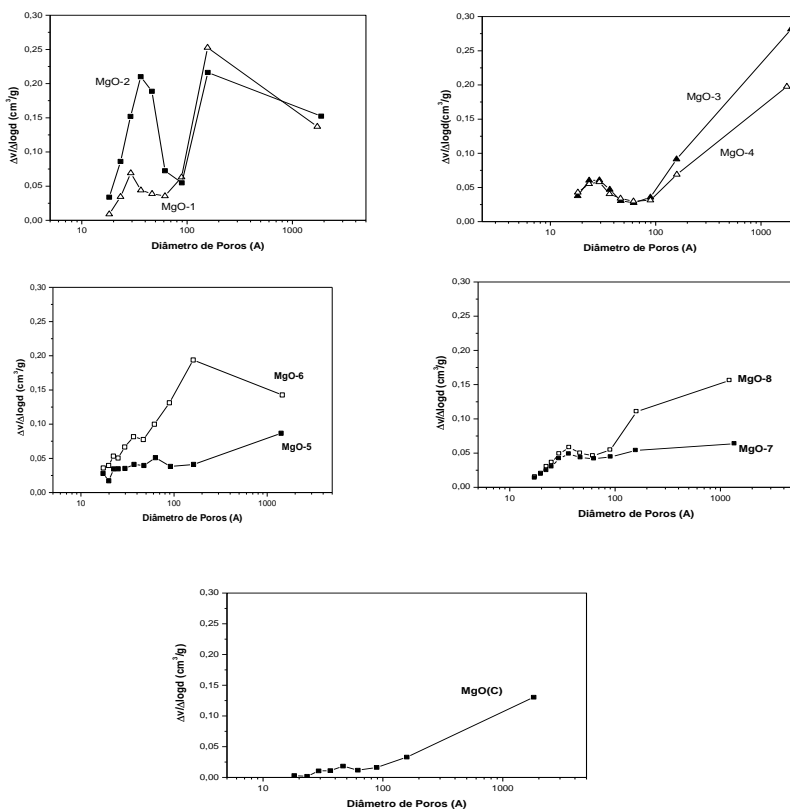 0,30
0,25
0,20
0,15
0,10
0,05
0,00
Δv/Δlogd (cm³/g)
MgO-2
MgO-1
10
100
1000
Diâmetro de Poros (A)
0,30
0,25
0,20
0,15
0,10
0,05
0,00
Δv/Δlogd(cm³/g)
MgO-3
MgO-4
10
100
1000
Diâmetro de Poros (A)
0,30
0,25
0,20
0,15
0,10
0,05
0,00
Δv/Δlogd (cm³/g)
MgO-6
MgO-5
10
100
1000
Diâmetro de Poros (A)
0,30
0,25
0,20
0,15
0,10
0,05
0,00
Δv/Δlogd (cm³/g)
MgO-8
MgO-7
10
100
1000
Diâmetro de Poros (A)
0,30
0,25
0,20
0,15
0,10
0,05
0,00
Δv/Δlogd (cm³/g)
MgO(C)
10
100
1000
Diâmetro de Poros (A)